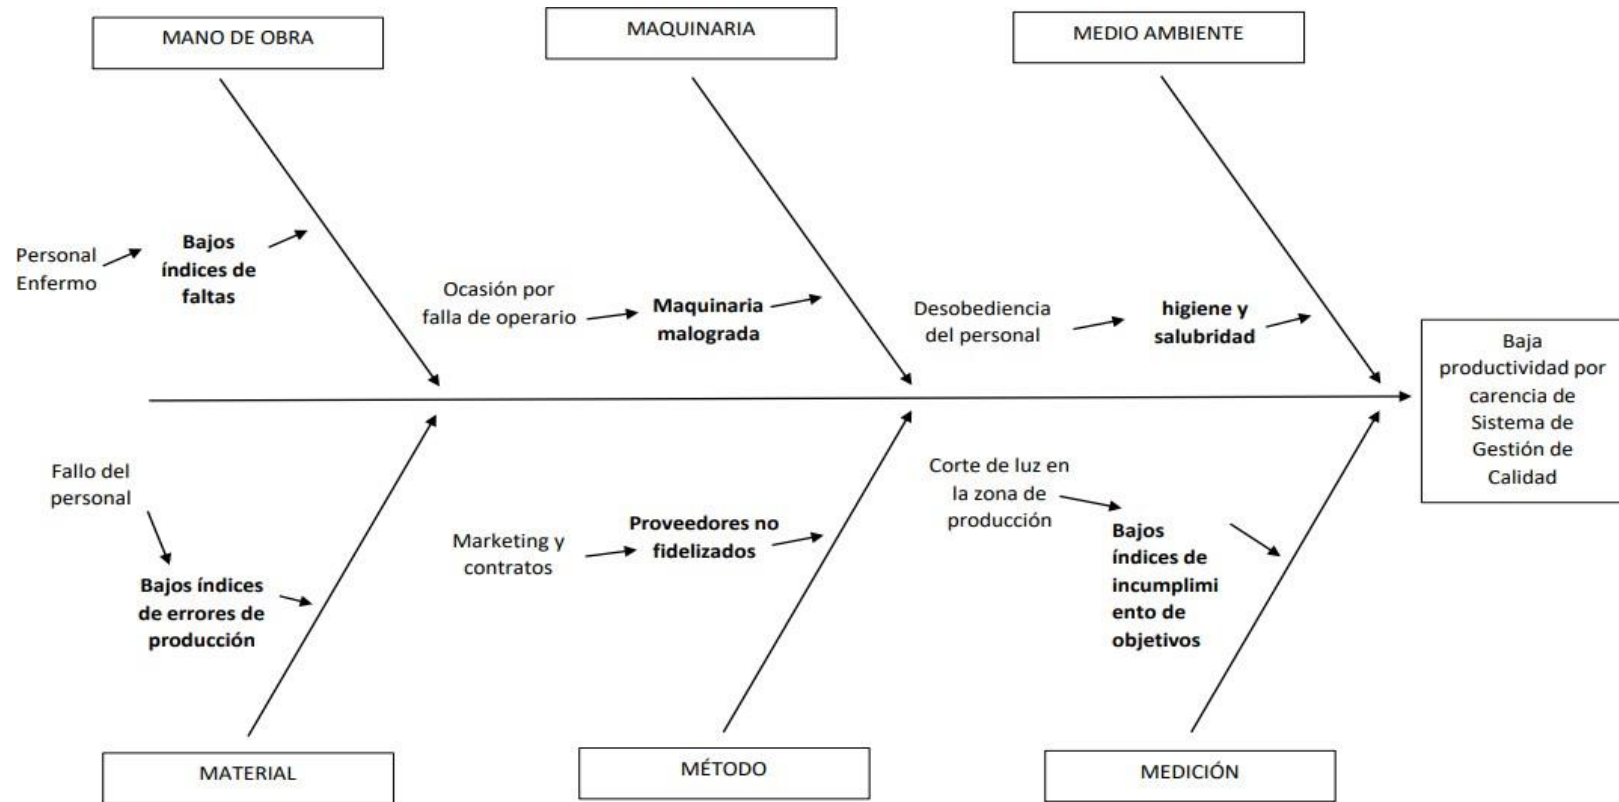 MANO DE OBRA
MAQUINARIA
MEDIO AMBIENTE
Personal
Enfermo
Bajos
índices de
faltas
Ocasión por
falla de operario
Maquinaria
malograda
Desobediencia
del personal
higiene y
salubridad
Baja
productividad por
carencia de
Sistema de
Gestión de
Calidad
Fallo del
personal
Bajos índices
de errores de
producción
Marketing y
contratos
Proveedores no
fidelizados
Corte de luz en
la zona de
producción
Bajos
índices de
incumplimi
ento de
objetivos
MATERIAL
MÉTODO
MEDICIÓN